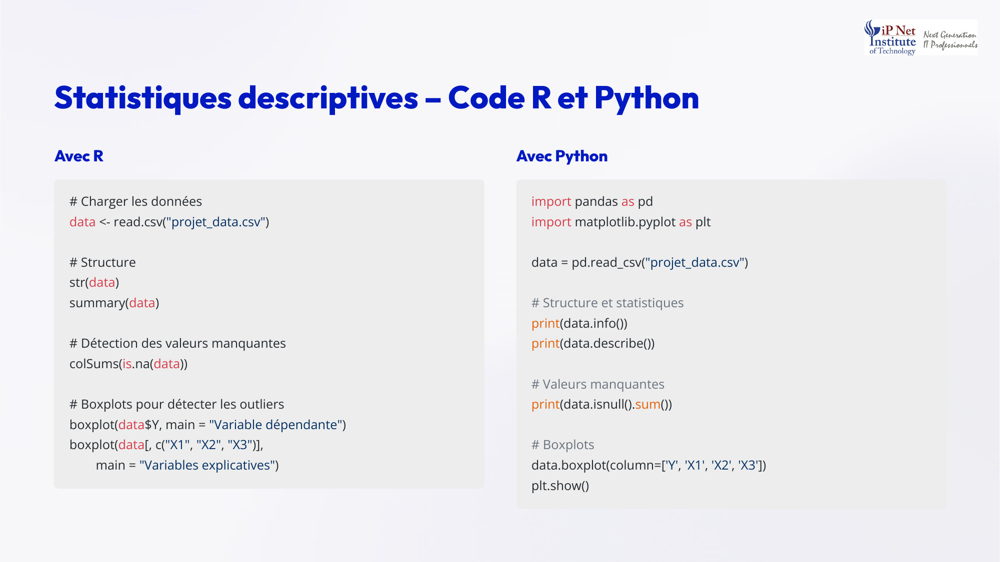 iP Net
Institute
of Technology
Next Generation
IT Professionnels
Statistiques descriptives – Code R et Python
Avec R
# Charger les données
data <- read.csv("projet_data.csv")
# Structure
str(data)
summary(data)
# Détection des valeurs manquantes
colSums(is.na(data))
# Boxplots pour détecter les outliers
boxplot(data$Y, main = "Variable dépendante")
boxplot(data[, c("X1", "X2", "X3")],
main = "Variables explicatives")
Avec Python
import pandas as pd
import matplotlib.pyplot as plt
data = pd.read_csv("projet_data.csv")
# Structure et statistiques
print(data.info())
print(data.describe())
# Valeurs manquantes
print(data.isnull().sum())
# Boxplots
data.boxplot(column=['Y', 'X1', 'X2', 'X3'])
plt.show()